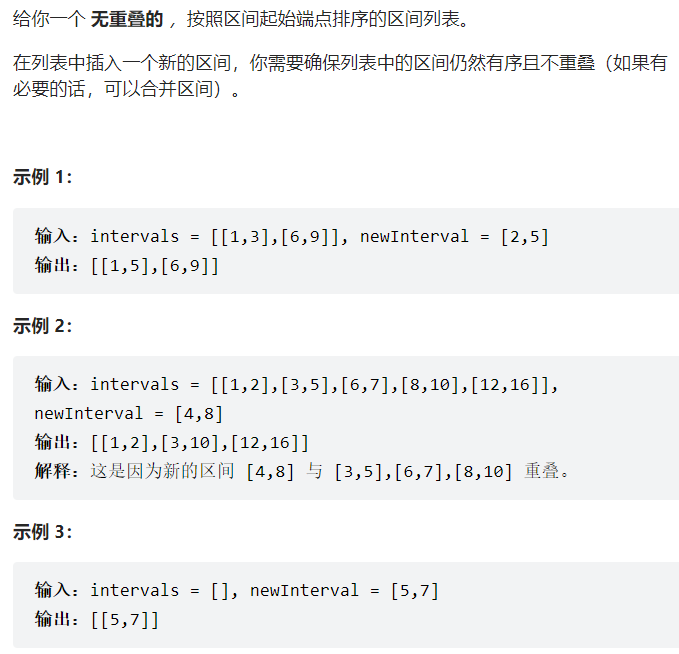 给你一个 无重叠的 ，按照区间起始端点排序的区间列表。
在列表中插入一个新的区间，你需要确保列表中的区间仍然有序且不重叠（如果有
必要的话，可以合并区间）。
示例 1：
输入：intervals = [[1,3],[6,9]], newInterval = [2,5]
输出：[[1,5],[6,9]]
示例 2：
输入：intervals = [[1,2],[3,5],[6,7],[8,10],[12,16]],
newInterval = [4,8]
输出：[[1,2],[3,10],[12,16]]
解释：这是因为新的区间 [4,8] 与 [3,5],[6,7],[8,10] 重叠。
示例 3：
输入：intervals = [], newInterval = [5,7]
输出：[[5,7]]